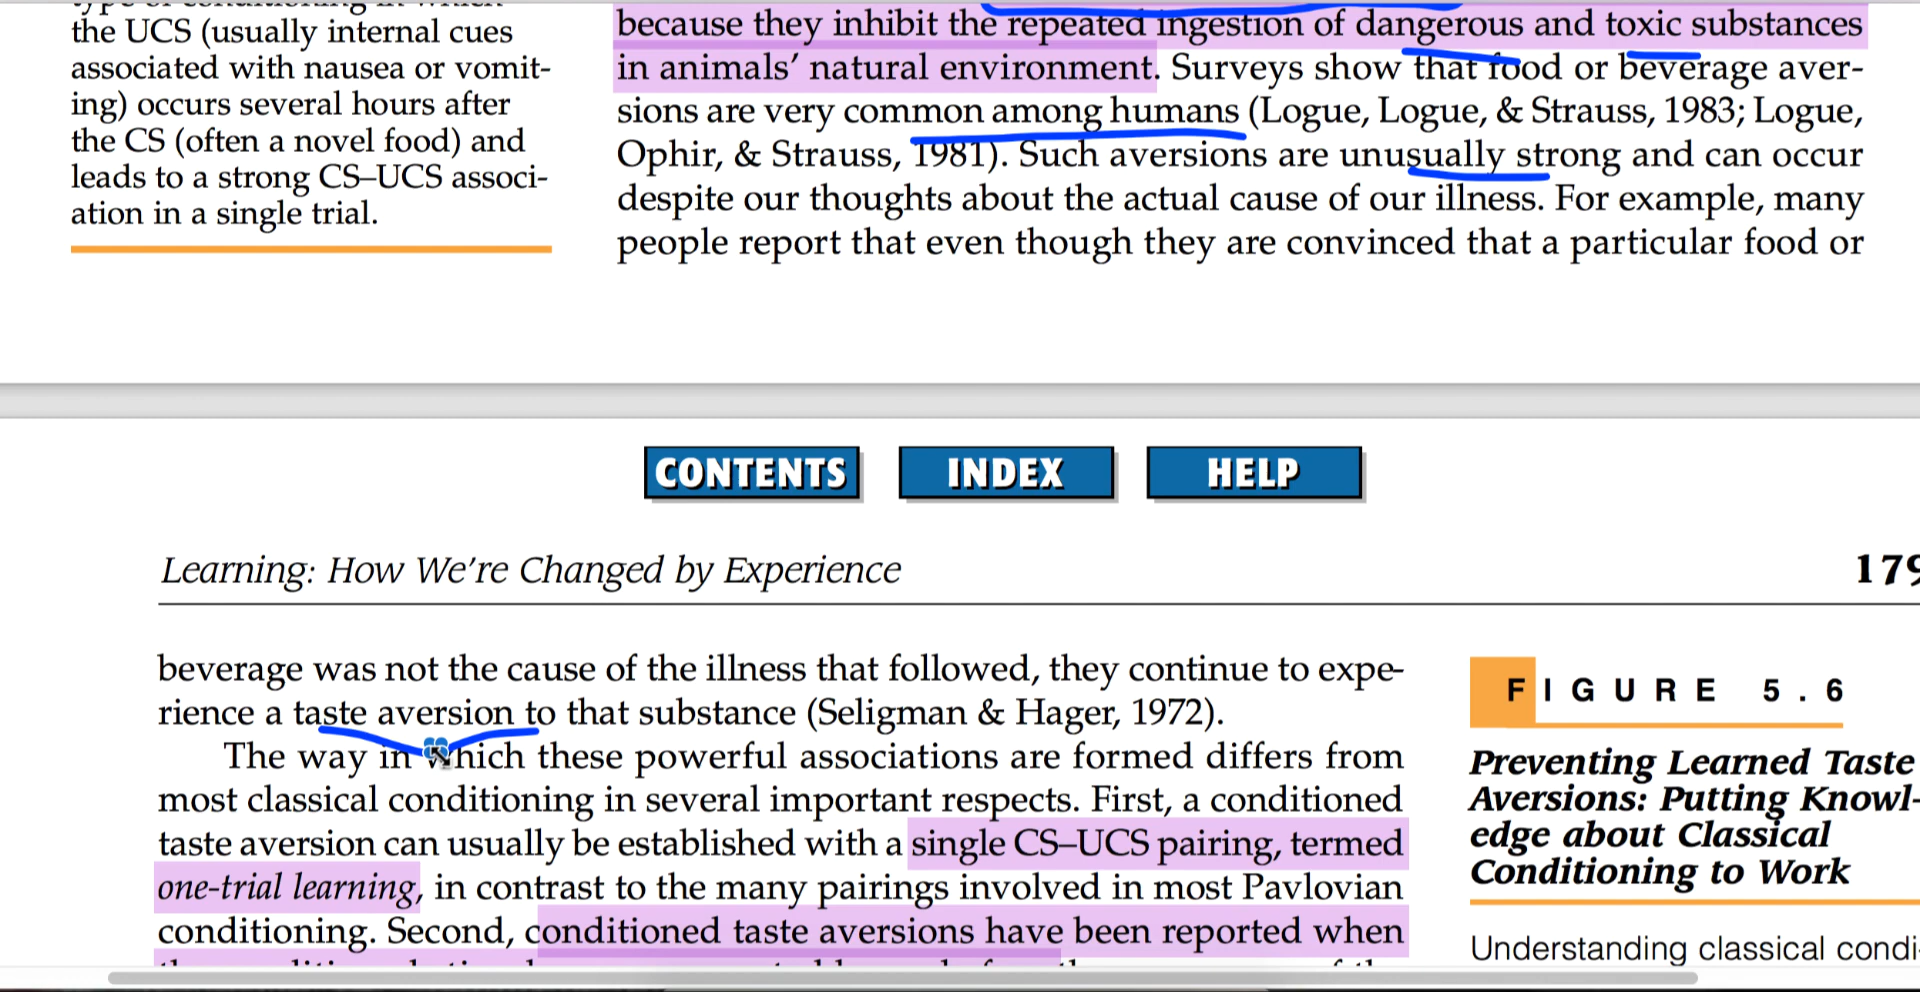 the UCS (usually internal cues
associated with nausea or vomit-
ing) occurs several hours after
the CS (often a novel food) and
leads to a strong CS–UCS associ-
ation in a single trial.
because they inhibit the repeated ingestion of dangerous and toxic substances
in animals’ natural environment. Surveys show that food or beverage aver-
sions are very common among humans (Logue, Logue, & Strauss, 1983; Logue,
Ophir, & Strauss, 1981). Such aversions are unusually strong and can occur
despite our thoughts about the actual cause of our illness. For example, many
people report that even though they are convinced that a particular food or
CONTENTS INDEX HELP
Learning: How We’re Changed by Experience 179
beverage was not the cause of the illness that followed, they continue to expe-
rience a taste aversion to that substance (Seligman & Hager, 1972).
The way in which these powerful associations are formed differs from
most classical conditioning in several important respects. First, a conditioned
taste aversion can usually be established with a single CS–UCS pairing, termed
one-trial learning, in contrast to the many pairings involved in most Pavlovian
conditioning. Second, conditioned taste aversions have been reported when
FIGURE 5.6
Preventing Learned Taste
Aversions: Putting Knowl-
edge about Classical
Conditioning to Work
Understanding classical condi-